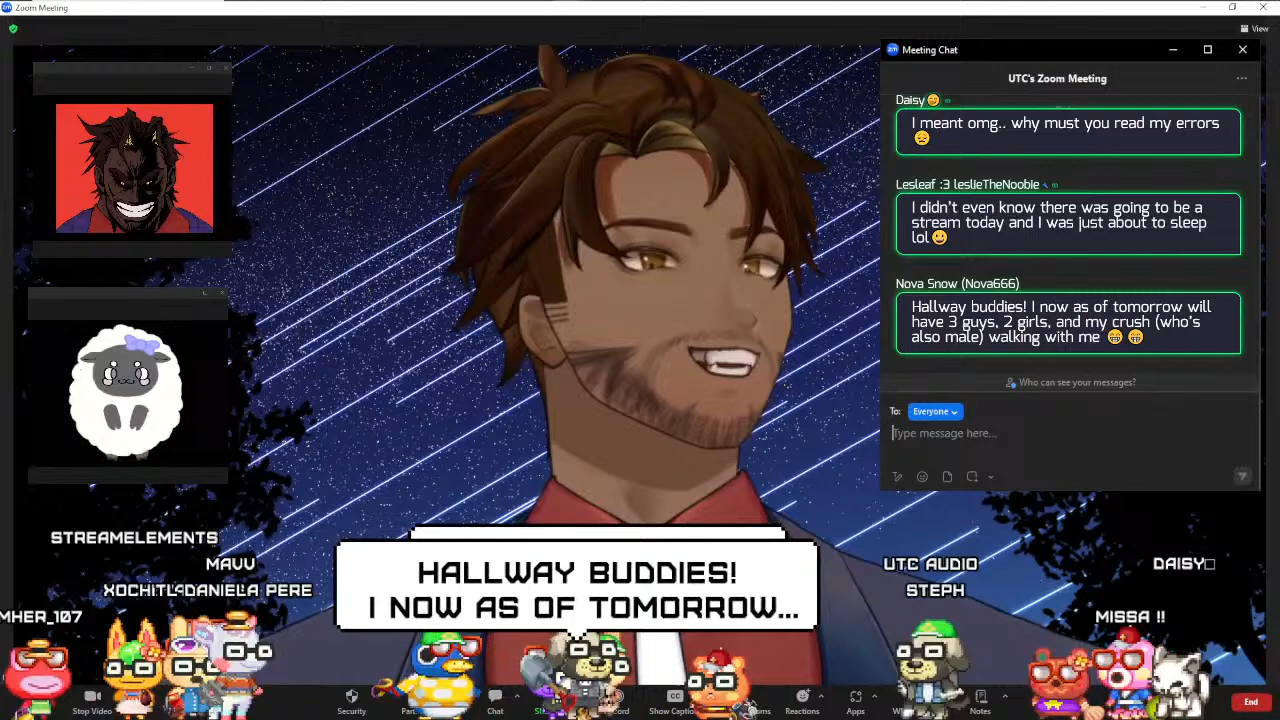 Zoom Meeting
View
zm Meeting Chat
UTC's Zoom Meeting
Daisy
I meant omg.. why must you read my errors
Lesleaf :3 leslieTheNoobie
I didn't even know there was going to be a
stream today and I was just about to sleep
lol
Nova Snow (Nova666)
Hallway buddies! I now as of tomorrow will
have 3 guys, 2 girls, and my crush (who's
also male) walking with me
Who can see your messages?
To: Everyone
Type message here...
STREAMELEMENTS
MAVV
XOCHITL DANIELA PERE
MHER_107
HALLWAY BUDDIES!
I NOW AS OF TOMORROW...
UTC AUDIO
STEPH
DAISY
MISSA !!
Stop Video
Security
Part
Chat
Show Captio
Reactions
Apps
Notes
End